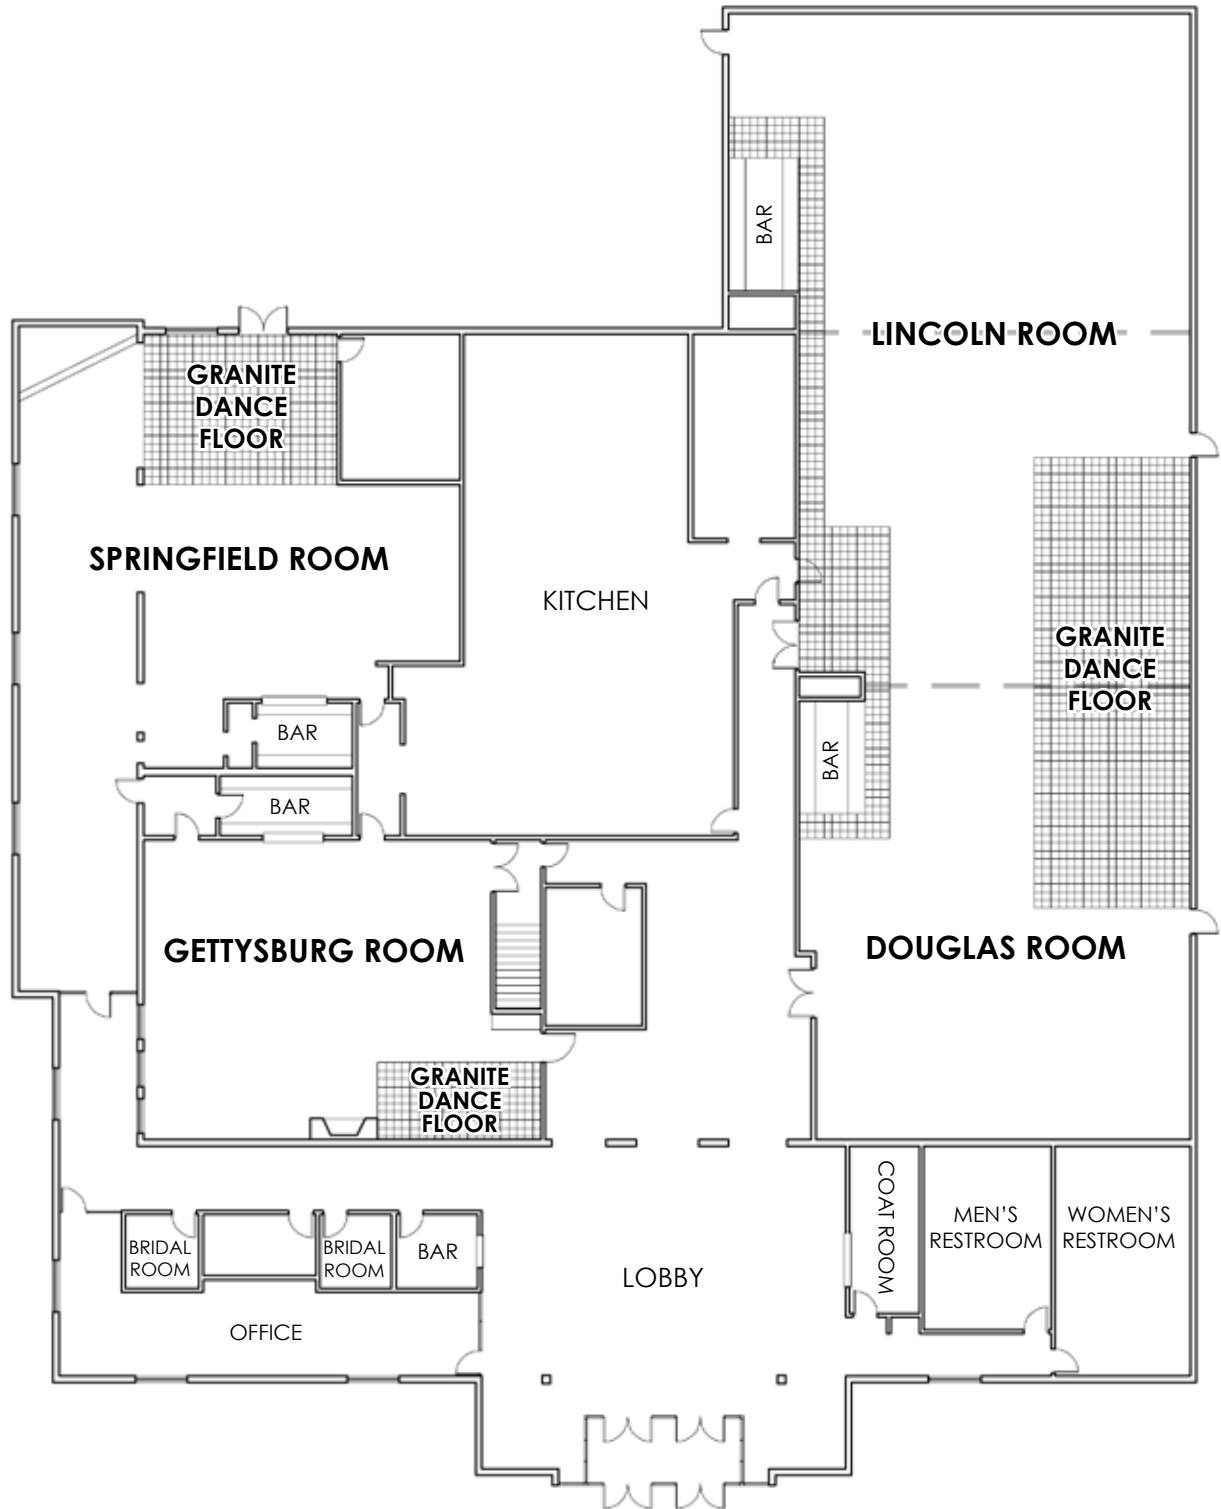 BAR
LINCOLN ROOM
GRANITE
DANCE
FLOOR
SPRINGFIELD ROOM
KITCHEN
GRANITE
DANCE
FLOOR
BAR
BAR
BAR
GETTYSBURG ROOM
DOUGLAS ROOM
GRANITE
DANCE
FLOOR
COAT ROOM
MEN'S
RESTROOM
WOMEN'S
RESTROOM
BRIDAL
ROOM
BRIDAL
ROOM
BAR
LOBBY
OFFICE